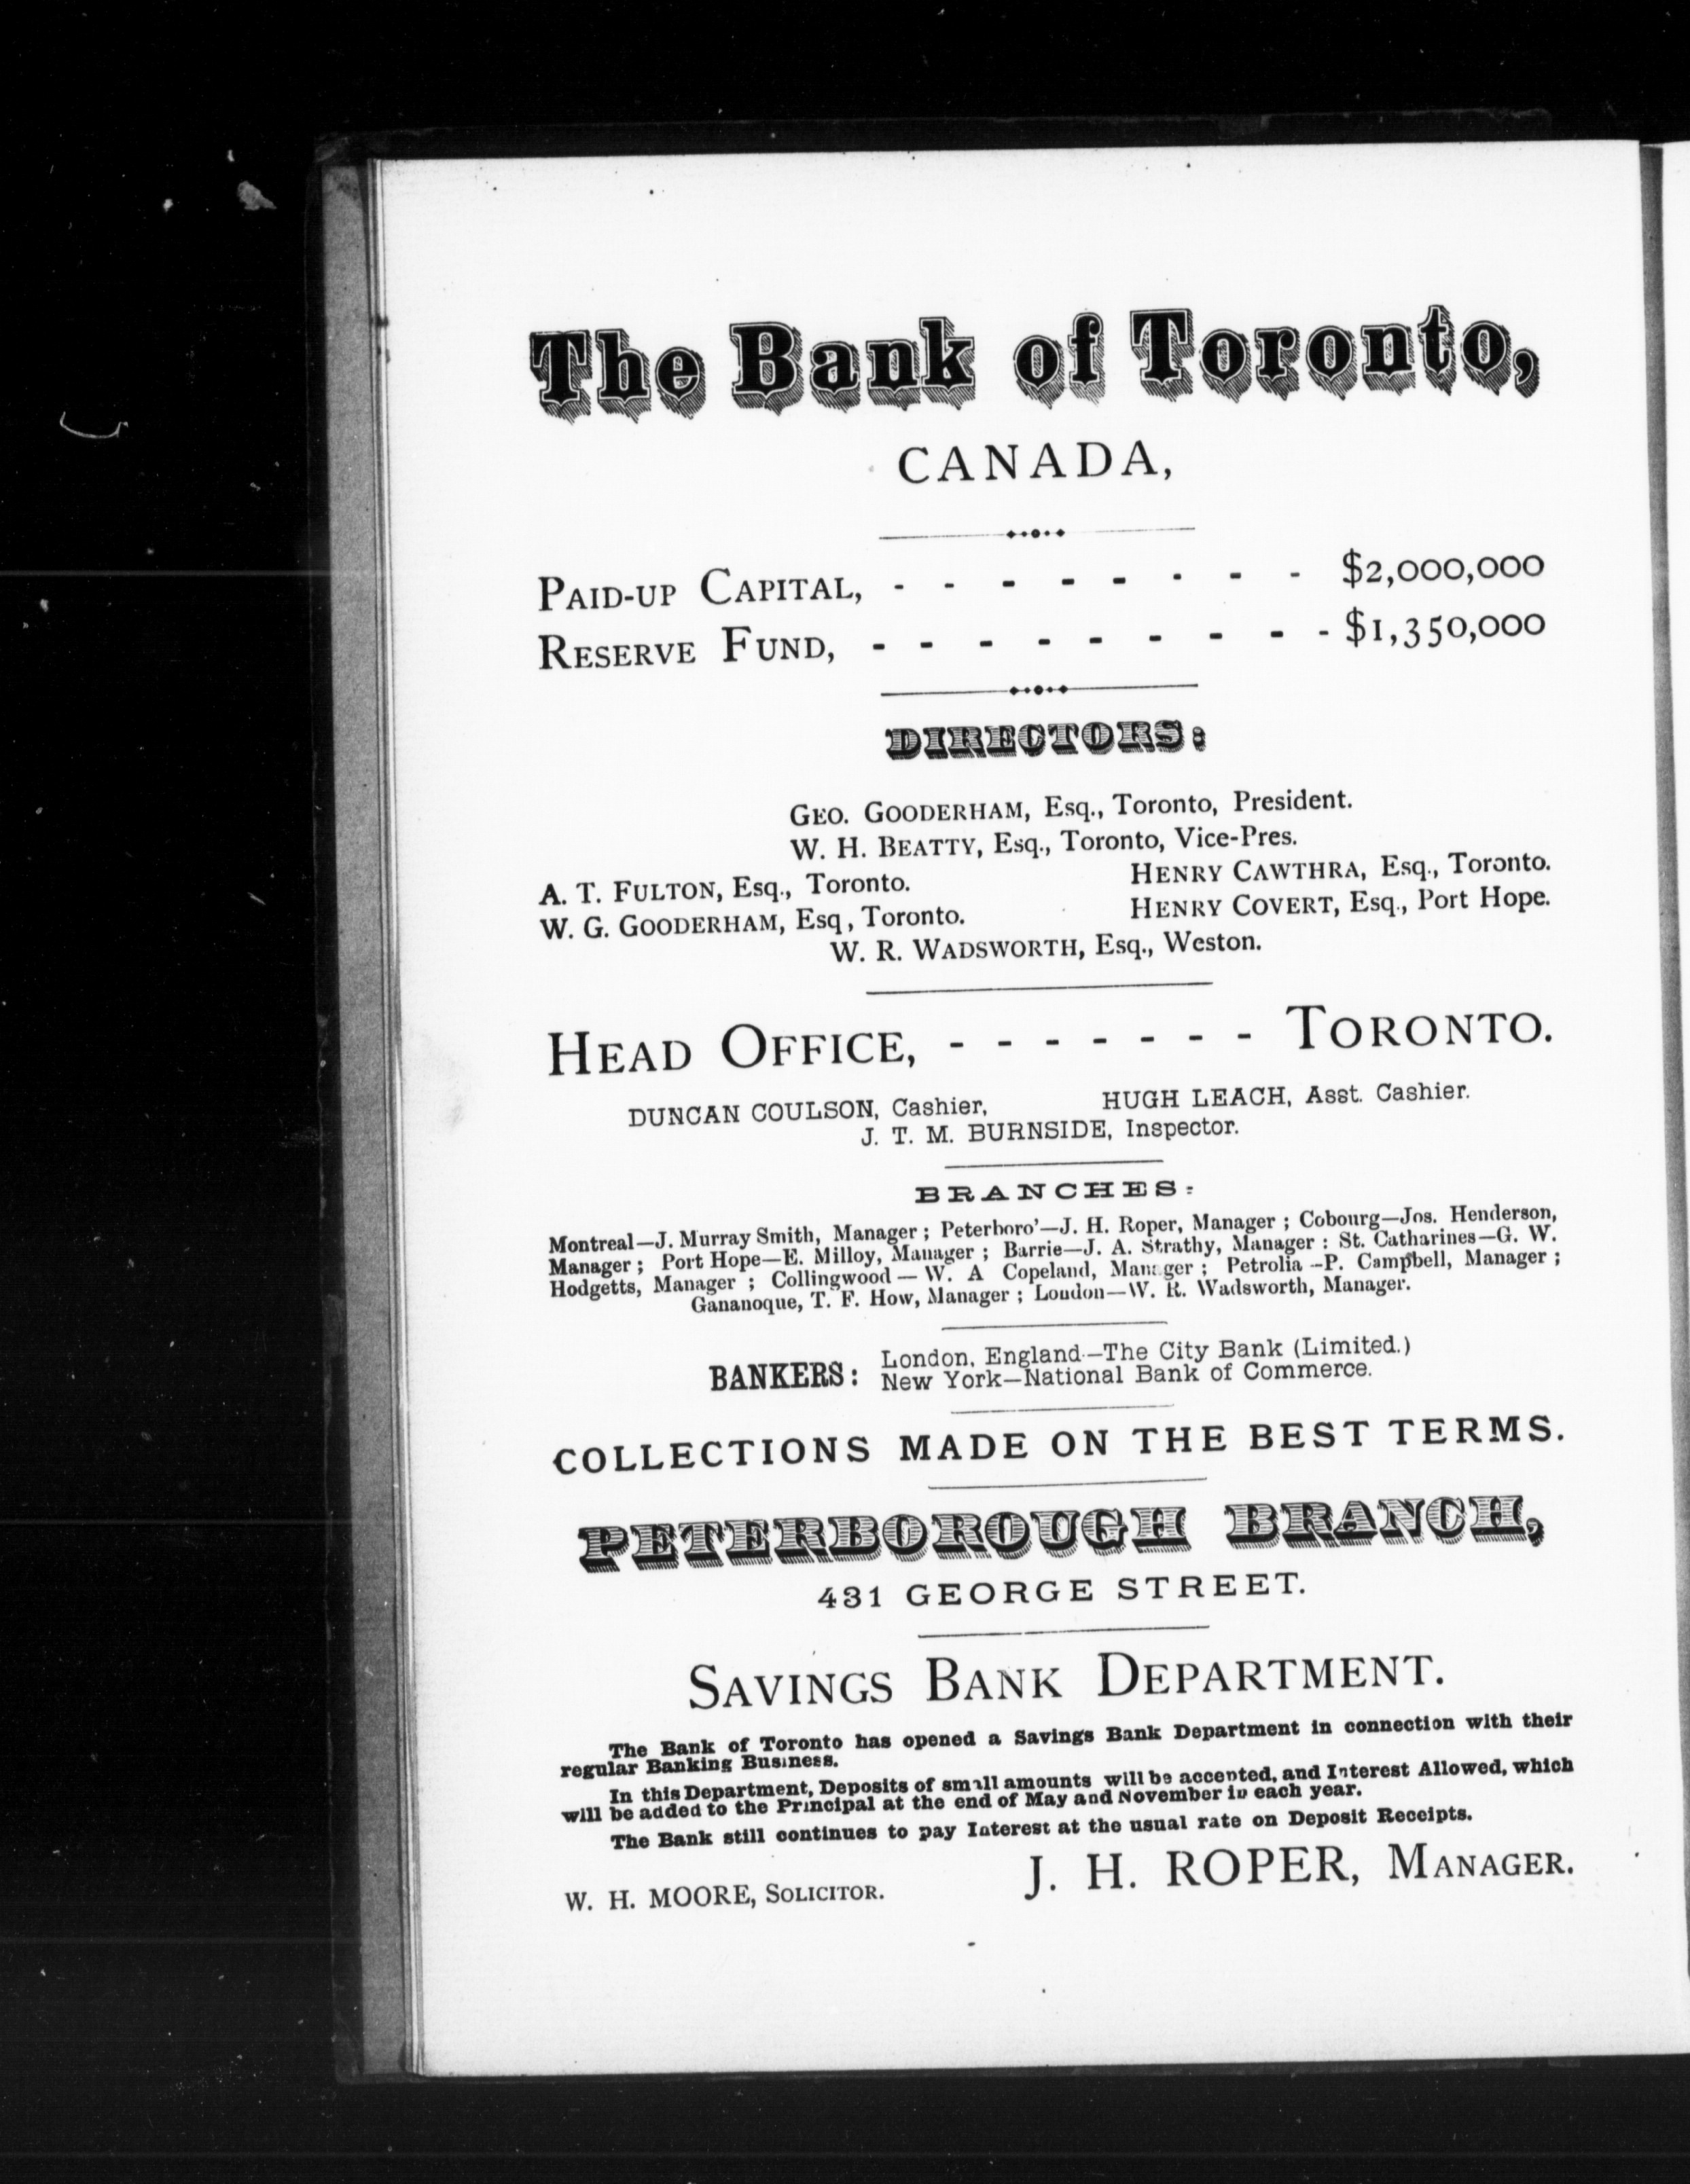 The Bank of Toronto,
CANADA,
PAID-UP CAPITAL, - - - - - - - - $2,000,000
RESERVE FUND, - - - - - - - - - $1,350,000
DIRECTORS:
GEO. GOODERHAM, Esq., Toronto, President.
W. H. BEATTY, Esq., Toronto, Vice-Pres.
A. T. FULTON, Esq., Toronto. HENRY CAWTHRA, Esq., Toronto.
W. G. GOODERHAM, Esq, Toronto. HENRY COVERT, Esq., Port Hope.
W. R. WADSWORTH, Esq., Weston.
HEAD OFFICE, - - - - - - - TORONTO.
DUNCAN COULSON, Cashier, HUGH LEACH, Asst. Cashier.
J. T. M. BURNSIDE, Inspector.
BRANCHES:
Montreal—J. Murray Smith, Manager; Peterboro'—J. H. Roper, Manager; Cobourg—Jos. Henderson,
Manager; Port Hope—E. Milloy, Manager; Barrie—J. A. Strathy, Manager: St. Catharines—G. W.
Hodgetts, Manager; Collingwood—W. A Copeland, Manager; Petrolia-P. Campbell, Manager;
Gananoque, T. F. How, Manager; London—W. R. Wadsworth, Manager.
BANKERS: London, England—The City Bank (Limited.)
New York—National Bank of Commerce.
COLLECTIONS MADE ON THE BEST TERMS.
PETERBOROUGH BRANCH,
431 GEORGE STREET.
SAVINGS BANK DEPARTMENT.
The Bank of Toronto has opened a Savings Bank Department in connection with their
regular Banking Business.
In this Department, Deposits of small amounts will be accepted, and Interest Allowed, which
will be added to the Principal at the end of May and November in each year.
The Bank still continues to pay Interest at the usual rate on Deposit Receipts.
W. H. MOORE, SOLICITOR. J. H. ROPER, MANAGER.